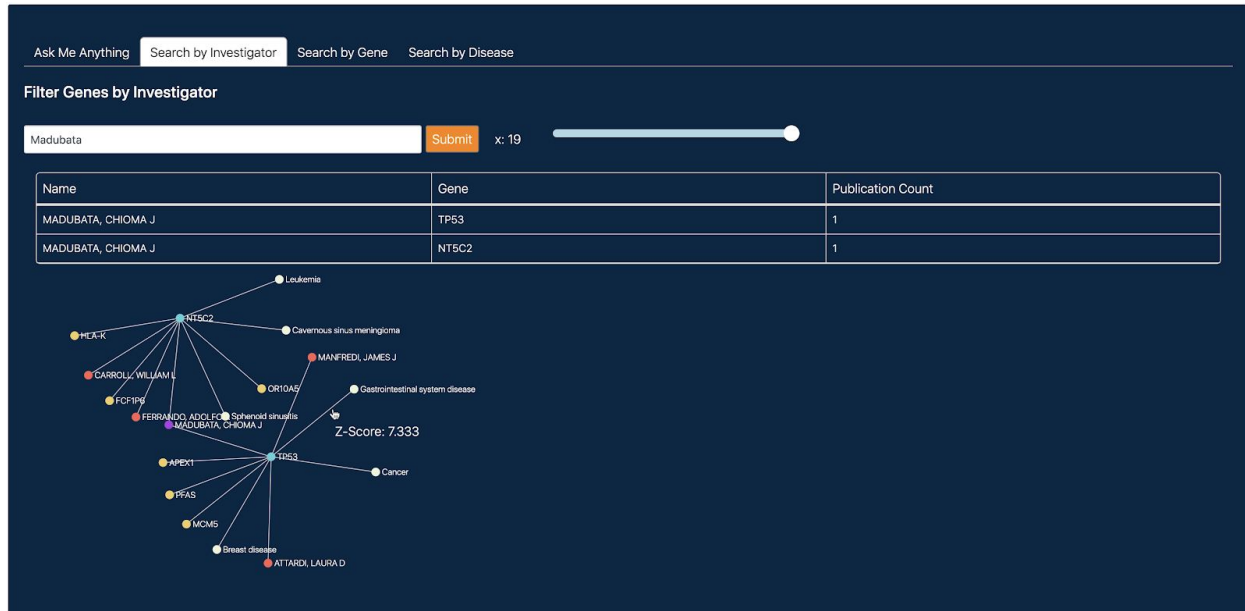 Ask Me Anything Search by Investigator Search by Gene Search by Disease
Filter Genes by Investigator
Madubata Submit x: 19
Name Gene Publication Count
MADUBATA, CHIOMA J TP53 1
MADUBATA, CHIOMA J NT5C2 1
Leukemia
NT5C2
Cavernous sinus meningioma
HLA-K
MANFREDI, JAMES J
CARROLL, WILLIAM L
OR10A5
Gastrointestinal system disease
FCF1P6
FERRANDO, ADOLFO Sphenoid sinusitis
MADUBATA, CHIOMA J
Z-Score: 7.333
TP53
APEX1
Cancer
PFAS
MCM5
Breast disease
ATTARDI, LAURA D